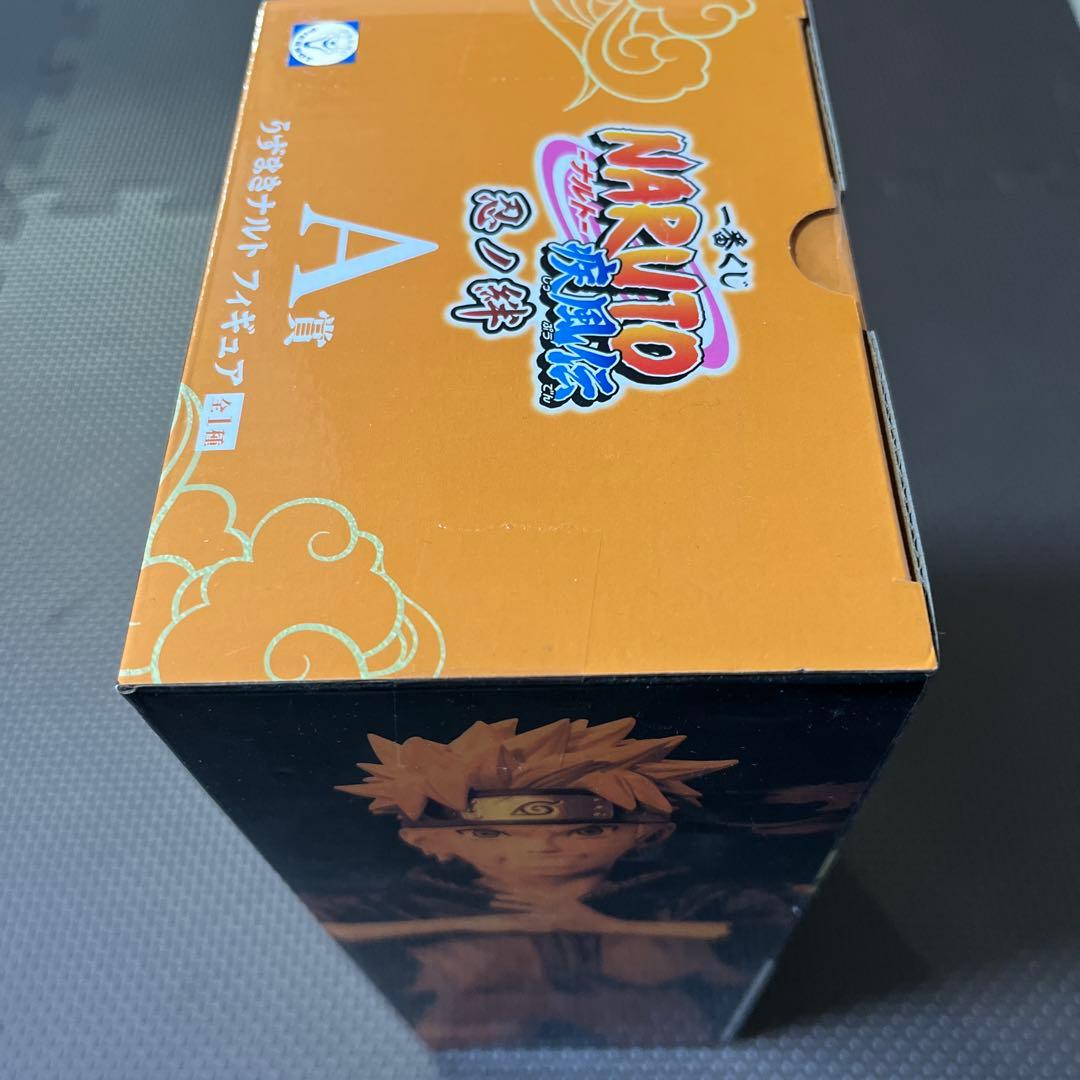 一番くじ
NARUTO
-ナルト-
疾風伝
しっぷうでん
忍ノ絆
A賞
うずまきナルト フィギュア 全1種